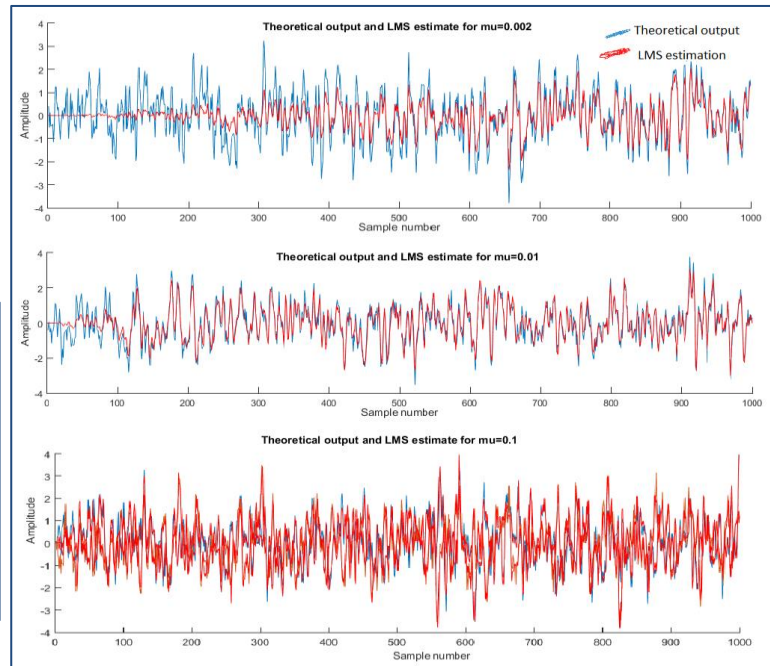 Theoretical output and LMS estimate for mu=0.002
Theoretical output
LMS estimation
Amplitude
4
3
2
1
0
-1
-2
-3
-4
0 100 200 300 400 500 600 700 800 900 1000
Sample number
Theoretical output and LMS estimate for mu=0.01
Amplitude
4
2
0
-2
-4
0 100 200 300 400 500 600 700 800 900 1000
Sample number
Theoretical output and LMS estimate for mu=0.1
Amplitude
4
3
2
1
0
-1
-2
-3
-4
0 100 200 300 400 500 600 700 800 900 1000
Sample number